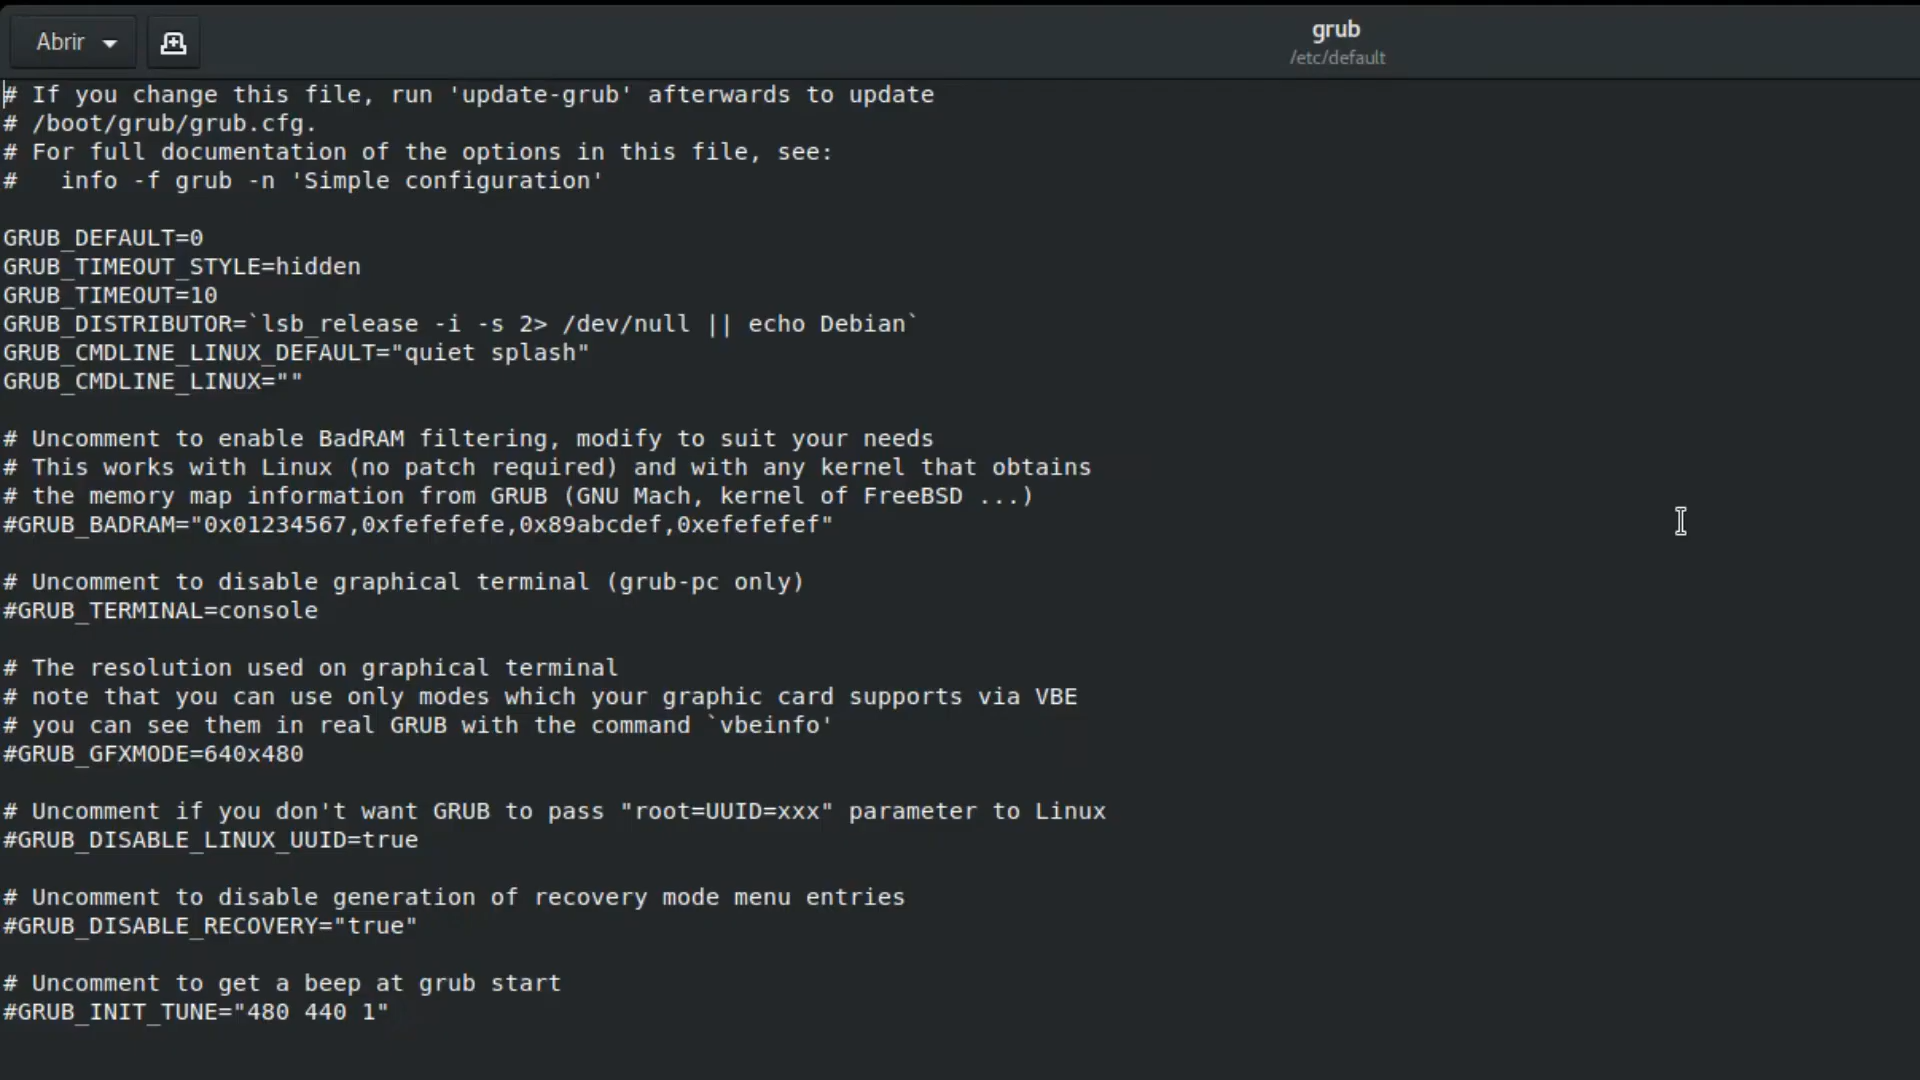 Abrir
grub
/etc/default
# If you change this file, run 'update-grub' afterwards to update
# /boot/grub/grub.cfg.
# For full documentation of the options in this file, see:
#   info -f grub -n 'Simple configuration'
GRUB_DEFAULT=0
GRUB_TIMEOUT_STYLE=hidden
GRUB_TIMEOUT=10
GRUB_DISTRIBUTOR=`lsb_release -i -s 2> /dev/null || echo Debian`
GRUB_CMDLINE_LINUX_DEFAULT="quiet splash"
GRUB_CMDLINE_LINUX=""
# Uncomment to enable BadRAM filtering, modify to suit your needs
# This works with Linux (no patch required) and with any kernel that obtains
# the memory map information from GRUB (GNU Mach, kernel of FreeBSD ...)
#GRUB_BADRAM="0x01234567,0xfefefefe,0x89abcdef,0xefefefef"
# Uncomment to disable graphical terminal (grub-pc only)
#GRUB_TERMINAL=console
# The resolution used on graphical terminal
# note that you can use only modes which your graphic card supports via VBE
# you can see them in real GRUB with the command `vbeinfo'
#GRUB_GFXMODE=640x480
# Uncomment if you don't want GRUB to pass "root=UUID=xxx" parameter to Linux
#GRUB_DISABLE_LINUX_UUID=true
# Uncomment to disable generation of recovery mode menu entries
#GRUB_DISABLE_RECOVERY="true"
# Uncomment to get a beep at grub start
#GRUB_INIT_TUNE="480 440 1"